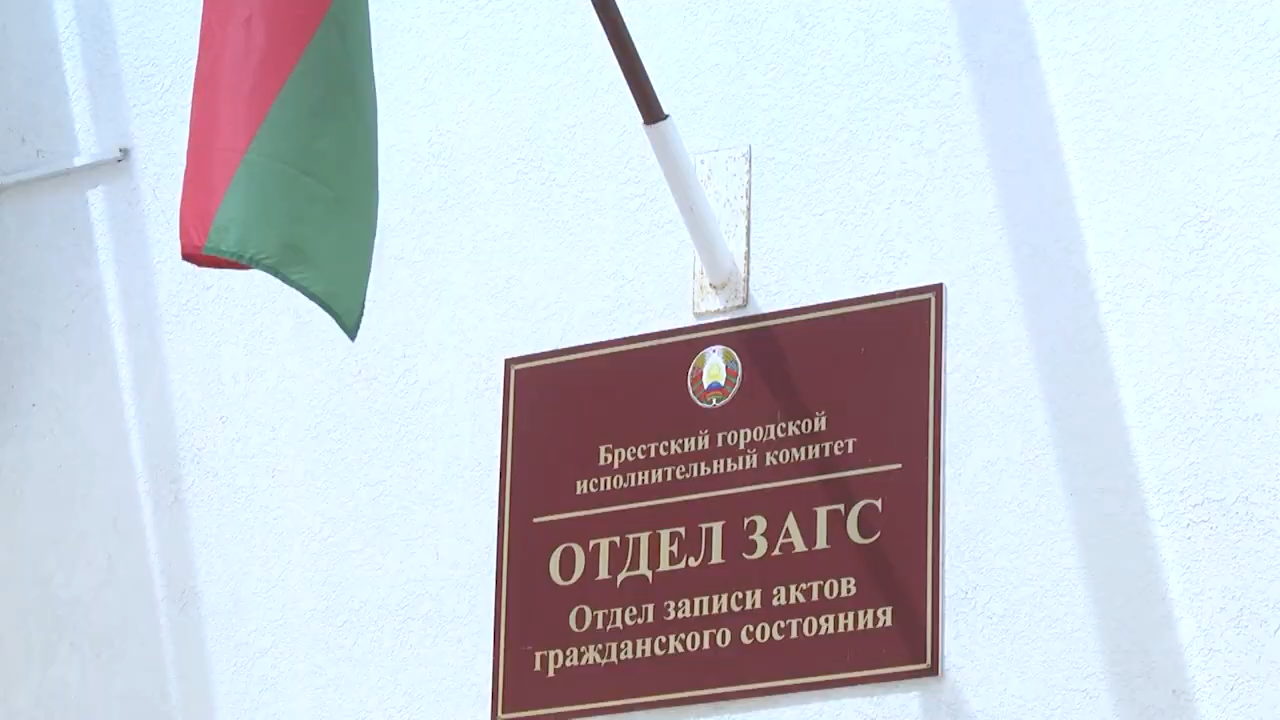 Брестский городской
исполнительный комитет
ОТДЕЛ ЗАГС
Отдел записи актов
гражданского состояния